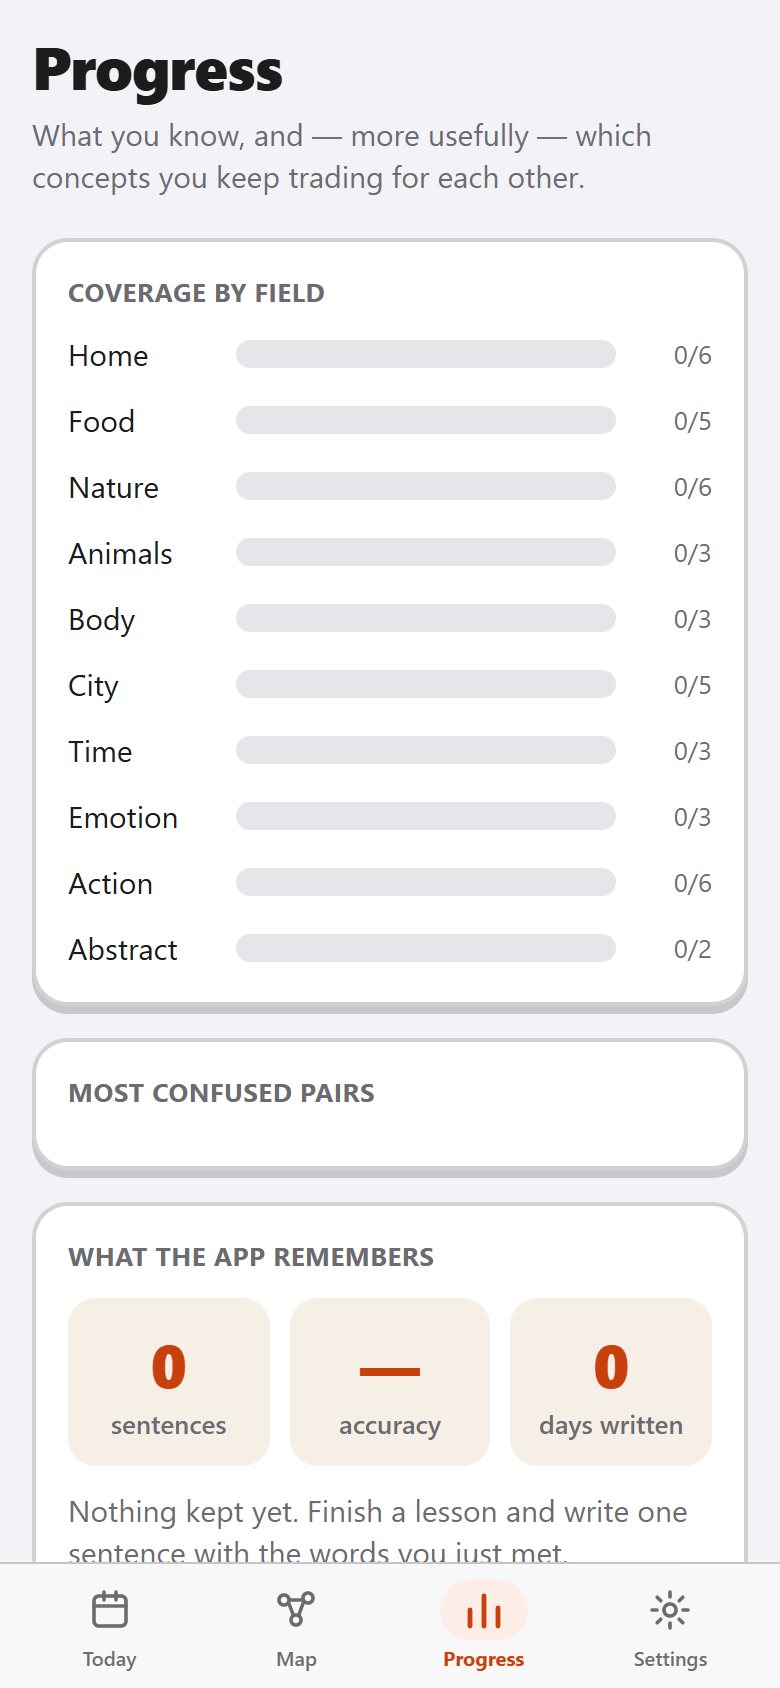 Progress
What you know, and — more usefully — which
concepts you keep trading for each other.
COVERAGE BY FIELD
Home 0/6
Food 0/5
Nature 0/6
Animals 0/3
Body 0/3
City 0/5
Time 0/3
Emotion 0/3
Action 0/6
Abstract 0/2
MOST CONFUSED PAIRS
WHAT THE APP REMEMBERS
0 — 0
sentences accuracy days written
Nothing kept yet. Finish a lesson and write one
sentence with the words you just met.
Today Map Progress Settings